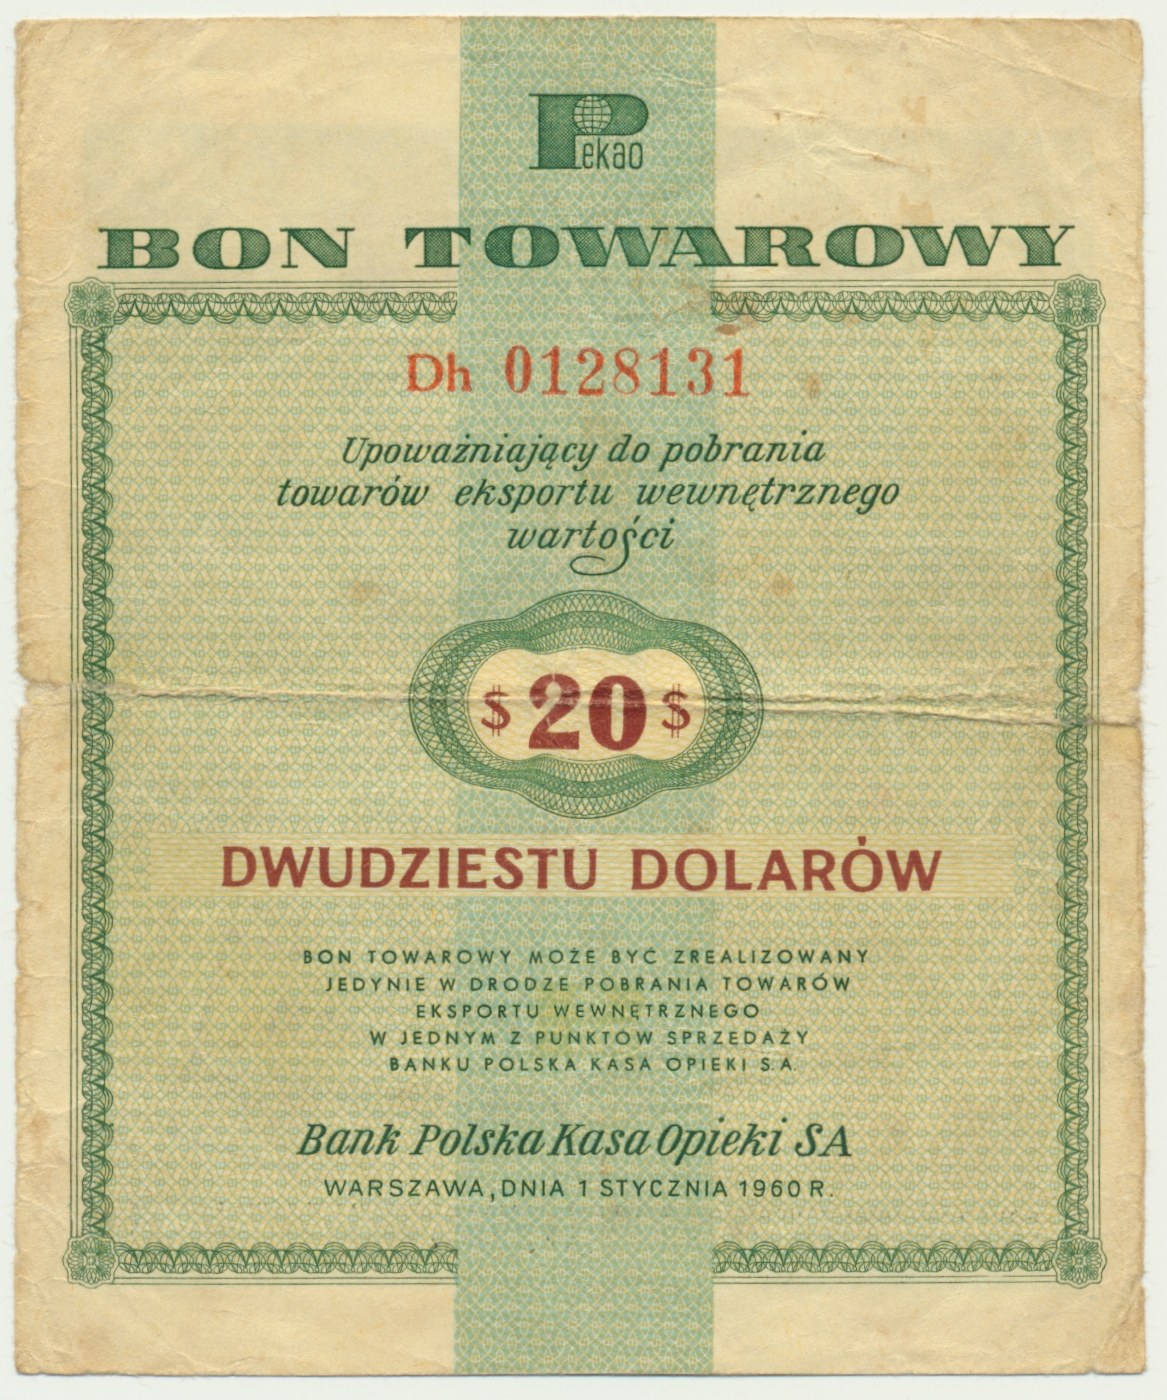 Pekao
BON TOWAROWY
Dh 0128131
Upoważniający do pobrania
towarów eksportu wewnętrznego
wartości
$ 20 $
DWUDZIESTU DOLARÓW
BON TOWAROWY MOŻE BYĆ ZREALIZOWANY
JEDYNIE W DRODZE POBRANIA TOWARÓW
EKSPORTU WEWNĘTRZNEGO
W JEDNYM Z PUNKTÓW SPRZEDAŻY
BANKU POLSKA KASA OPIEKI S.A.
Bank Polska Kasa Opieki SA
WARSZAWA, DNIA 1 STYCZNIA 1960 R.